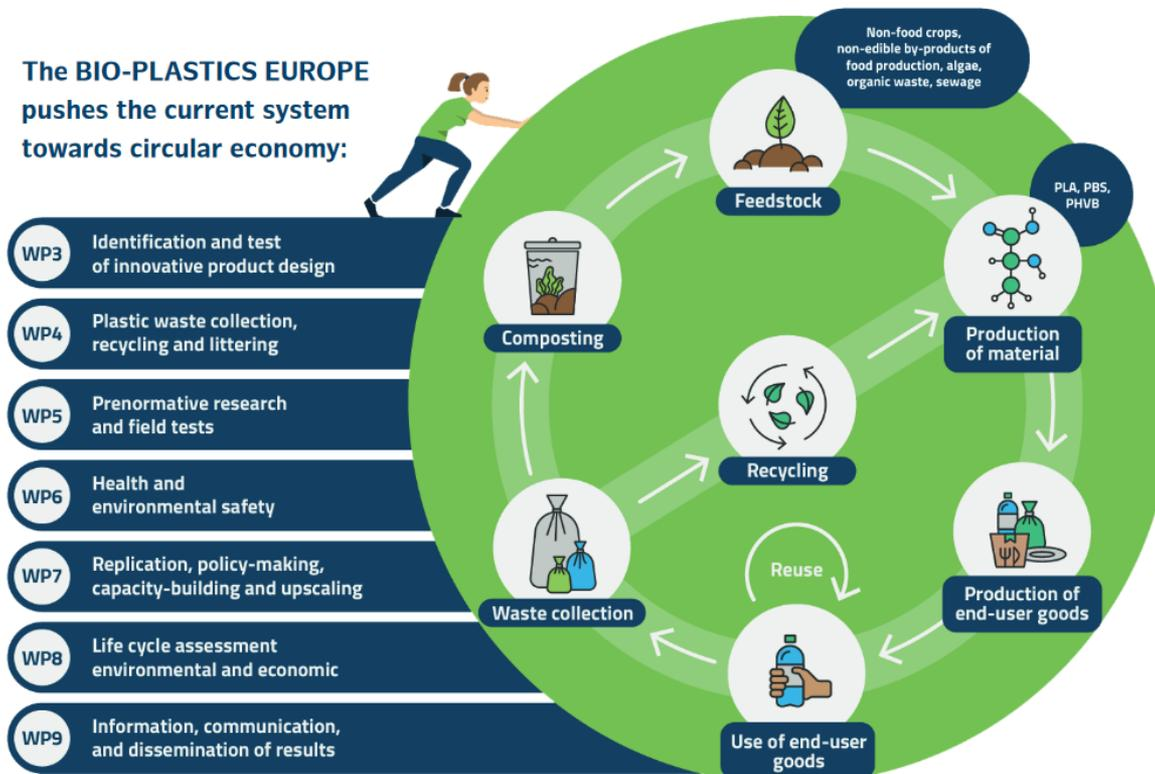 The BIO-PLASTICS EUROPE
pushes the current system
towards circular economy:
WP3
Identification and test
of innovative product design
WP4
Plastic waste collection,
recycling and littering
WP5
Prenormative research
and field tests
WP6
Health and
environmental safety
WP7
Replication, policy-making,
capacity-building and upscaling
WP8
Life cycle assessment
environmental and economic
WP9
Information, communication,
and dissemination of results
Non-food crops,
non-edible by-products of
food production, algae,
organic waste, sewage
Feedstock
PLA, PBS,
PHVB
Production
of material
Production of
end-user goods
Use of end-user
goods
Reuse
Waste collection
Recycling
Composting